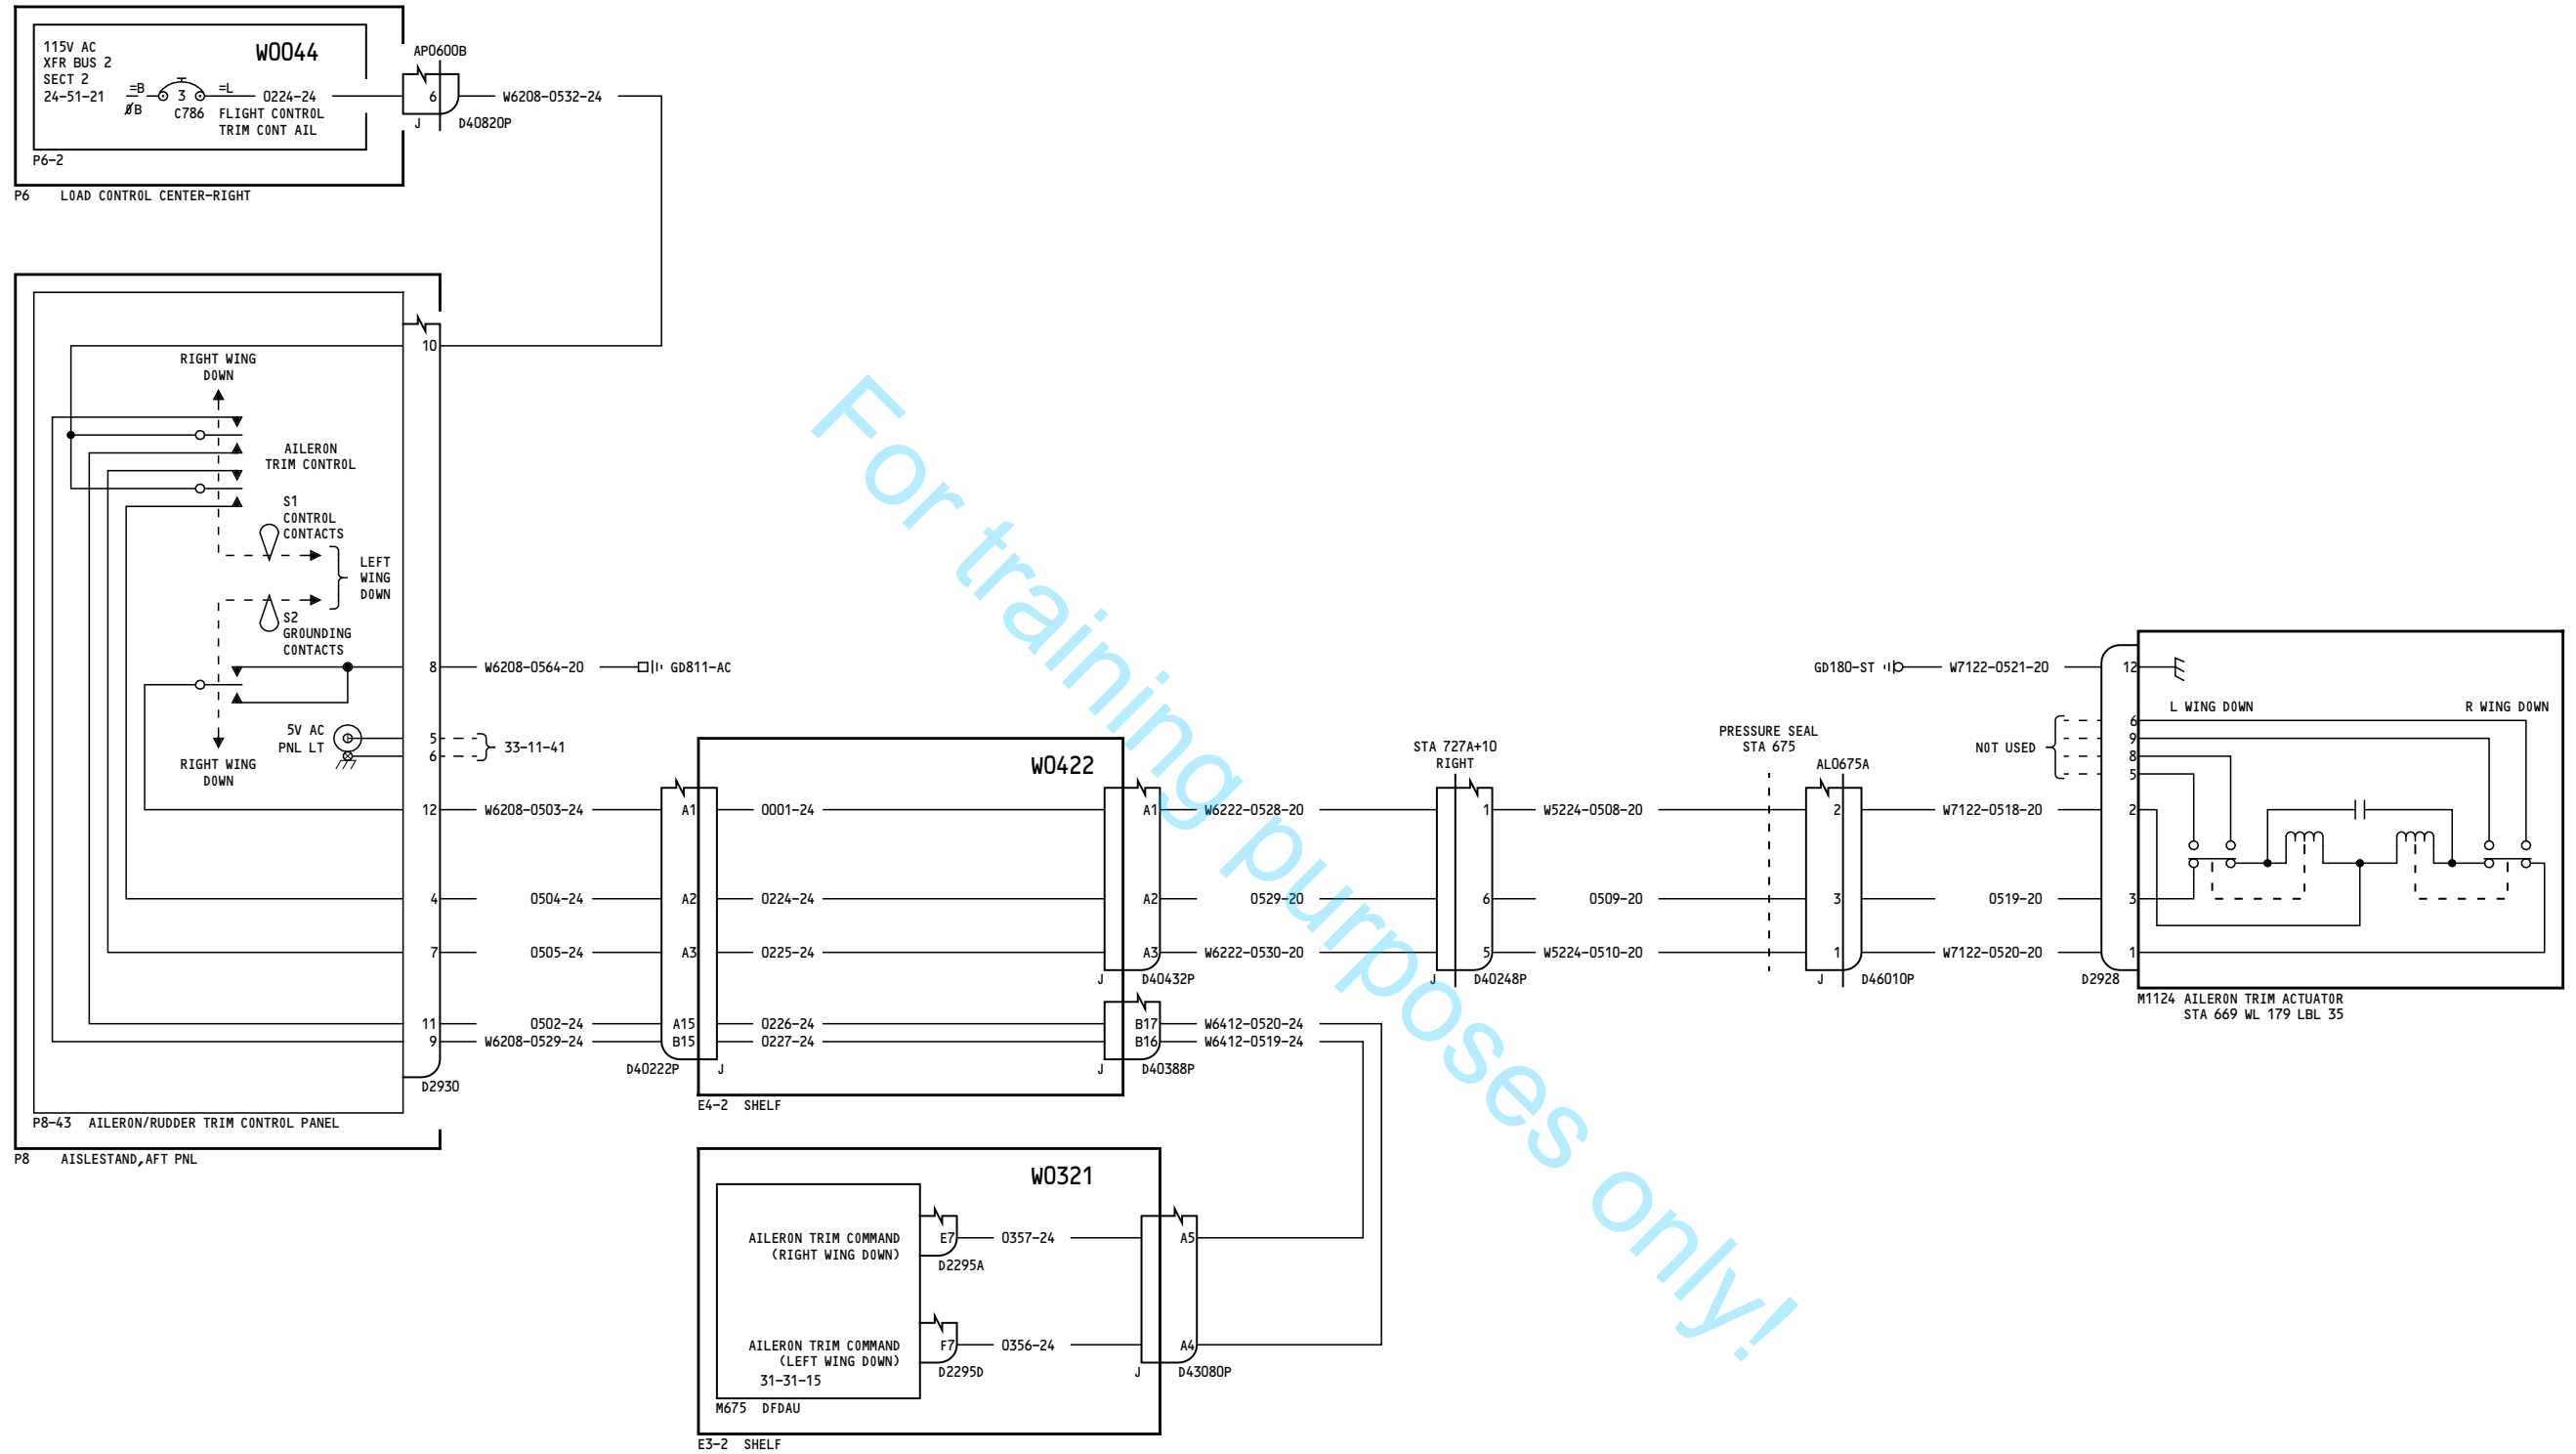 115V AC
XFR BUS 2
SECT 2
24-51-21
W0044
=B
ØB
3
C786
=L
0224-24
FLIGHT CONTROL
TRIM CONT AIL
P6-2
P6 LOAD CONTROL CENTER-RIGHT
AP0600B
6
J
D40820P
W6208-0532-24
10
RIGHT WING
DOWN
AILERON
TRIM CONTROL
S1
CONTROL
CONTACTS
LEFT
WING
DOWN
S2
GROUNDING
CONTACTS
8
W6208-0564-20
GD811-AC
5V AC
PNL LT
5
6
33-11-41
RIGHT WING
DOWN
12 W6208-0503-24
4 0504-24
7 0505-24
11 0502-24
9 W6208-0529-24
D2930
P8-43 AILERON/RUDDER TRIM CONTROL PANEL
P8 AISLESTAND,AFT PNL
W0422
A1 0001-24 A1 W6222-0528-20
A2 0224-24 A2 0529-20
A3 0225-24 A3 W6222-0530-20
J D40432P
A15 0226-24 B17 W6412-0520-24
B15 0227-24 B16 W6412-0519-24
D40222P J J D40388P
E4-2 SHELF
W0321
AILERON TRIM COMMAND
(RIGHT WING DOWN)
E7 0357-24 A5
D2295A
AILERON TRIM COMMAND
(LEFT WING DOWN)
31-31-15
F7 0356-24 A4
D2295D
J D43080P
M675 DFDAU
E3-2 SHELF
STA 727A+10
RIGHT
1 W5224-0508-20
6 0509-20
5 W5224-0510-20
J D40248P
PRESSURE SEAL
STA 675
AL0675A
2 W7122-0518-20
3 0519-20
1 W7122-0520-20
J D46010P
GD180-ST W7122-0521-20 12
NOT USED
6
9
8
5
2
3
1
L WING DOWN
R WING DOWN
D2928
M1124 AILERON TRIM ACTUATOR
STA 669 WL 179 LBL 35
For training purposes only!